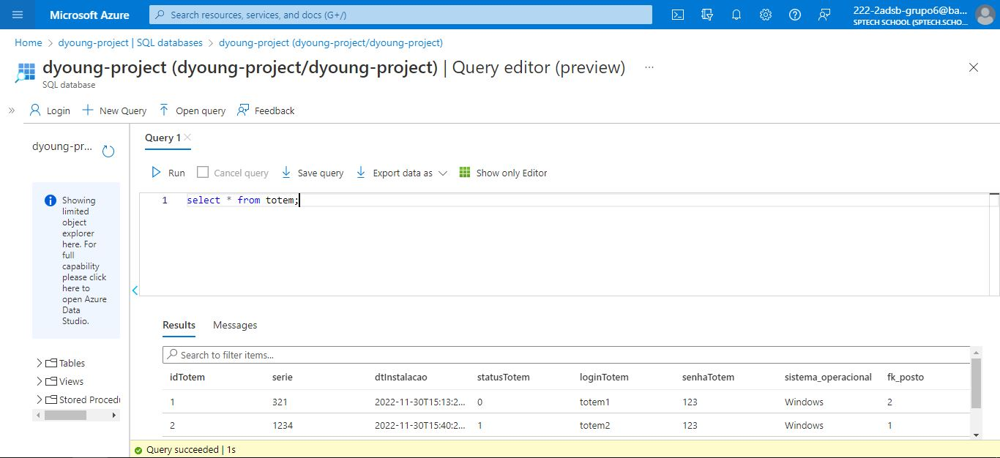 Microsoft Azure
Search resources, services, and docs (G+/)
222-2adsb-grupo6@ba...
SPTECH SCHOOL (SPTECH.SCHO...
Home > dyoung-project | SQL databases > dyoung-project (dyoung-project/dyoung-project)
dyoung-project (dyoung-project/dyoung-project) | Query editor (preview) ...
SQL database
» Login + New Query Open query Feedback
dyoung-pr...
Showing
limited
object
explorer
here. For
full
capability
please click
here to
open Azure
Data
Studio.
Tables
Views
Stored Procedu
Query 1
Run Cancel query Save query Export data as Show only Editor
1 select * from totem;
Results Messages
Search to filter items...
idTotem serie dtInstalacao statusTotem loginTotem senhaTotem sistema_operacional fk_posto
1 321 2022-11-30T15:13:2... 0 totem1 123 Windows 2
2 1234 2022-11-30T15:40:2... 1 totem2 123 Windows 1
Query succeeded | 1s